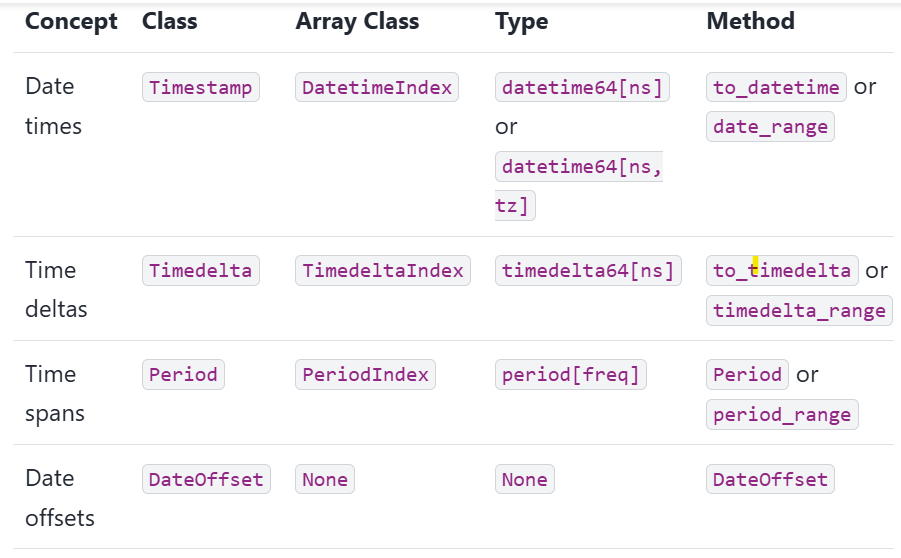 Concept Class Array Class Type Method
Date times Timestamp DatetimeIndex datetime64[ns] or datetime64[ns, tz] to_datetime or date_range
Time deltas Timedelta TimedeltaIndex timedelta64[ns] to_timedelta or timedelta_range
Time spans Period PeriodIndex period[freq] Period or period_range
Date offsets DateOffset None None DateOffset